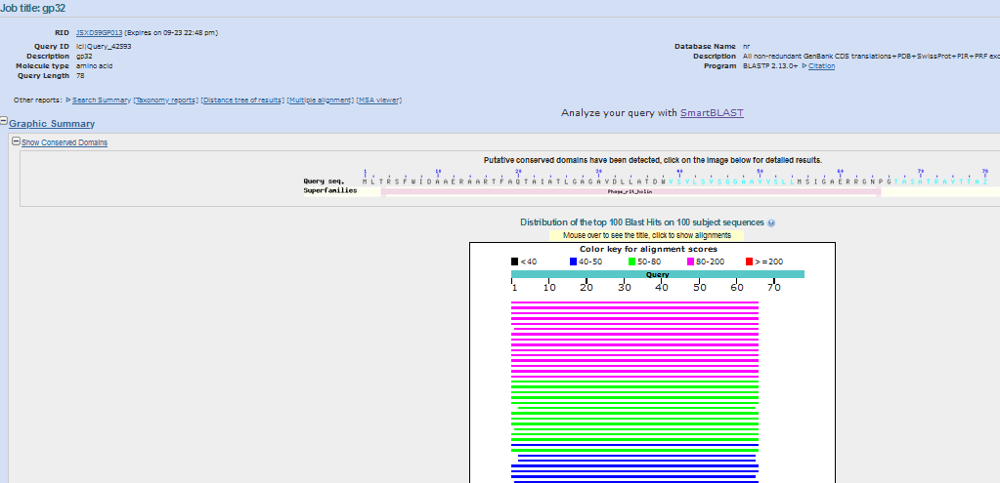 Job title: gp32
RID JSXDS9GP013 (Expires on 09-23 22:48 pm)
Query ID lcl|Query_42593
Description gp32
Molecule type amino acid
Query Length 78
Database Name nr
Description All non-redundant GenBank CDS translations+PDB+SwissProt+PIR+PRF exc
Program BLASTP 2.13.0+ Citation
Other reports: Search Summary [Taxonomy reports] [Distance tree of results] [Multiple alignment] [MSA viewer]
Analyze your query with SmartBLAST
Graphic Summary
Show Conserved Domains
Putative conserved domains have been detected, click on the image below for detailed results.
1 10 20 30 40 50 60 70 78
Query seq.
Superfamilies Phage_r1t_holin
Distribution of the top 100 Blast Hits on 100 subject sequences
Mouse over to see the title, click to show alignments
Color key for alignment scores
<40 40-50 50-80 80-200 >=200
Query
1 10 20 30 40 50 60 70